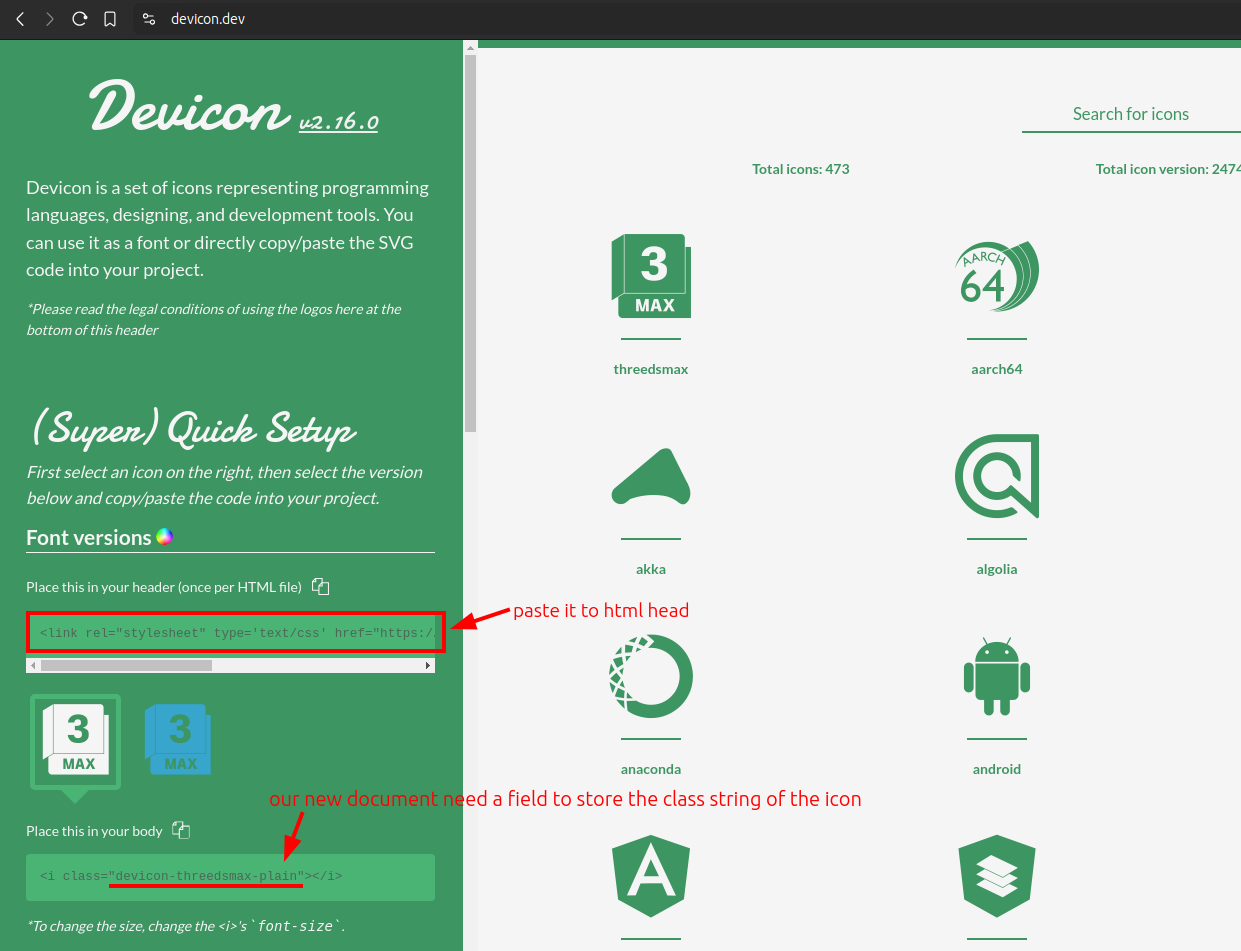 devicon.dev
Devicon v2.16.0
Devicon is a set of icons representing programming
languages, designing, and development tools. You
can use it as a font or directly copy/paste the SVG
code into your project.
*Please read the legal conditions of using the logos here at the
bottom of this header
(Super) Quick Setup
First select an icon on the right, then select the version
below and copy/paste the code into your project.
Font versions
Place this in your header (once per HTML file)
<link rel="stylesheet" type='text/css' href="https:/
paste it to html head
3
MAX
3
MAX
our new document need a field to store the class string of the icon
Place this in your body
<i class="devicon-threedsmax-plain"></i>
*To change the size, change the <i>'s `font-size`.
Search for icons
Total icons: 473
Total icon version: 2474
3
MAX
threedsmax
AARCH
64
aarch64
akka
algolia
anaconda
android